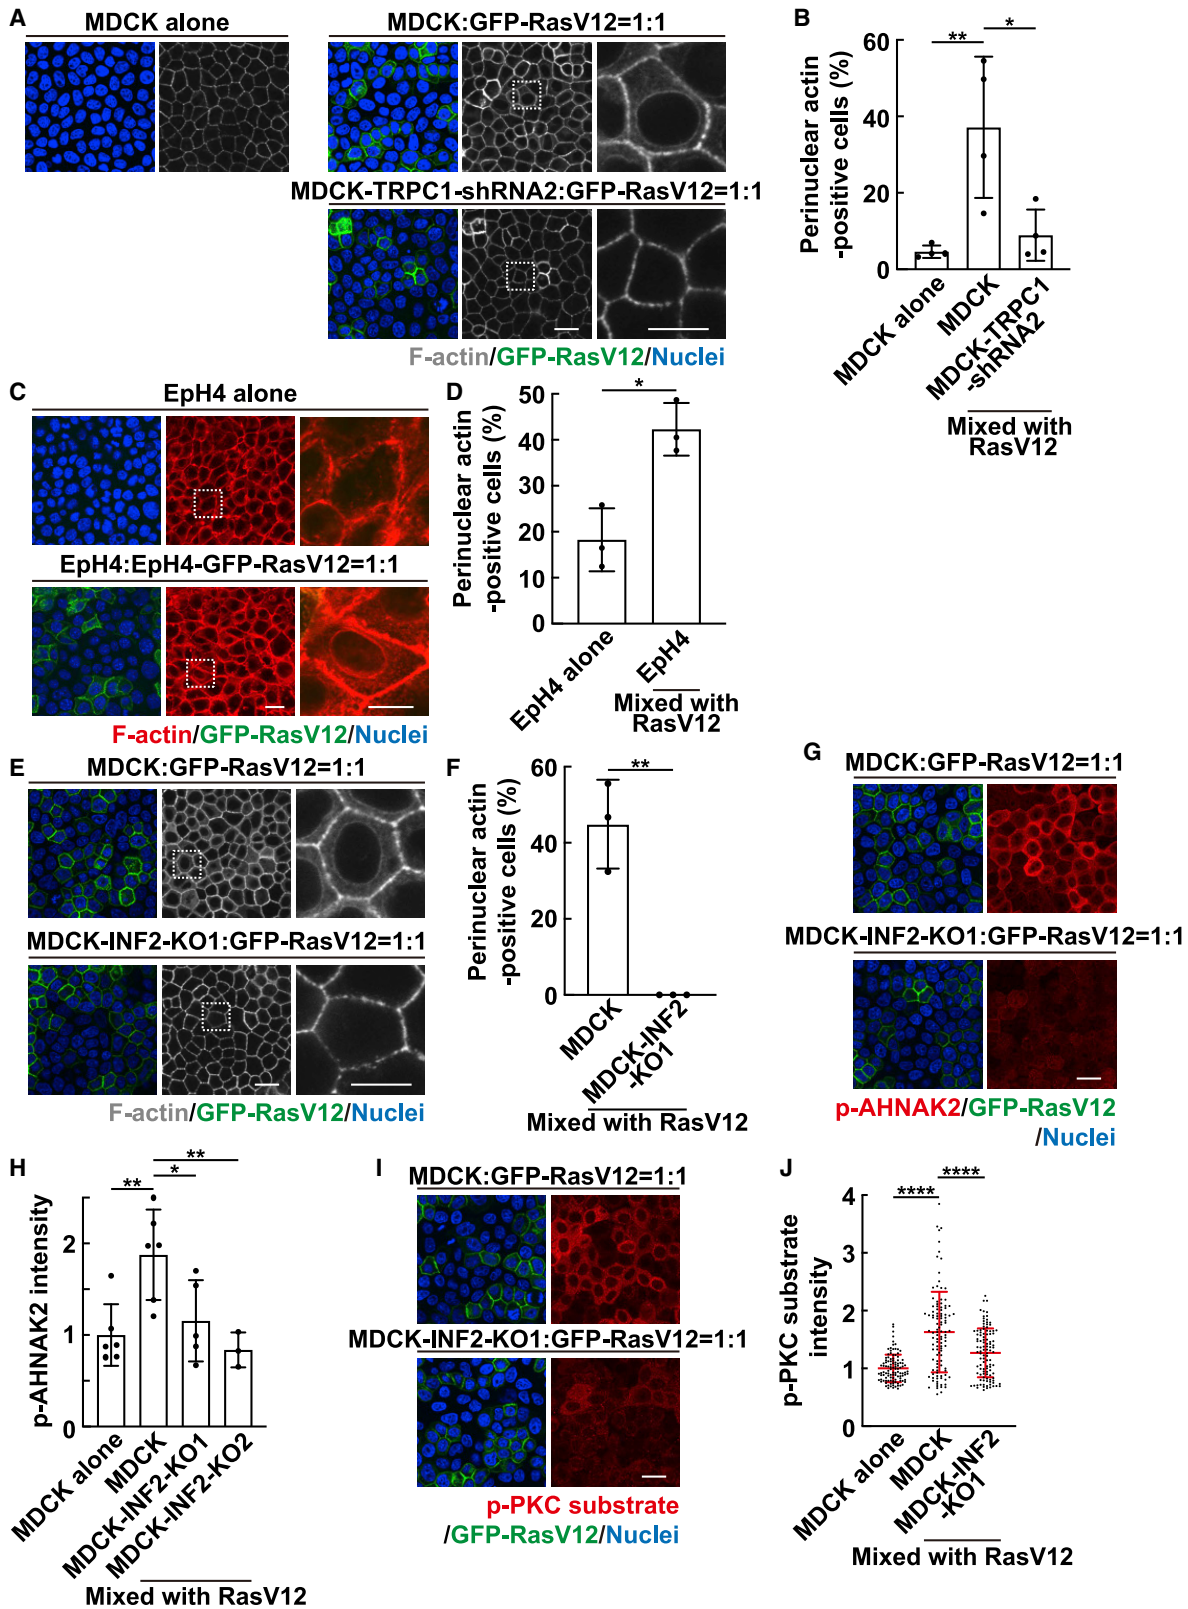 A
MDCK alone
MDCK:GFP-RasV12=1:1
MDCK-TRPC1-shRNA2:GFP-RasV12=1:1
F-actin/GFP-RasV12/Nuclei
B
Perinuclear actin
-positive cells (%)
60
40
20
0
**
*
MDCK alone
MDCK
MDCK-TRPC1
-shRNA2
Mixed with
RasV12
C
EpH4 alone
EpH4:EpH4-GFP-RasV12=1:1
F-actin/GFP-RasV12/Nuclei
D
Perinuclear actin
-positive cells (%)
50
40
30
20
10
0
*
EpH4 alone
EpH4
Mixed with
RasV12
E
MDCK:GFP-RasV12=1:1
MDCK-INF2-KO1:GFP-RasV12=1:1
F-actin/GFP-RasV12/Nuclei
F
Perinuclear actin
-positive cells (%)
60
40
20
0
**
MDCK
MDCK-INF2
-KO1
Mixed with RasV12
G
MDCK:GFP-RasV12=1:1
MDCK-INF2-KO1:GFP-RasV12=1:1
p-AHNAK2/GFP-RasV12
/Nuclei
H
p-AHNAK2 intensity
2
1
0
**
*
**
MDCK alone
MDCK
MDCK-INF2-KO1
MDCK-INF2-KO2
Mixed with RasV12
I
MDCK:GFP-RasV12=1:1
MDCK-INF2-KO1:GFP-RasV12=1:1
p-PKC substrate
/GFP-RasV12/Nuclei
J
p-PKC substrate
intensity
4
3
2
1
0
****
****
MDCK alone
MDCK
MDCK-INF2
-KO1
Mixed with RasV12